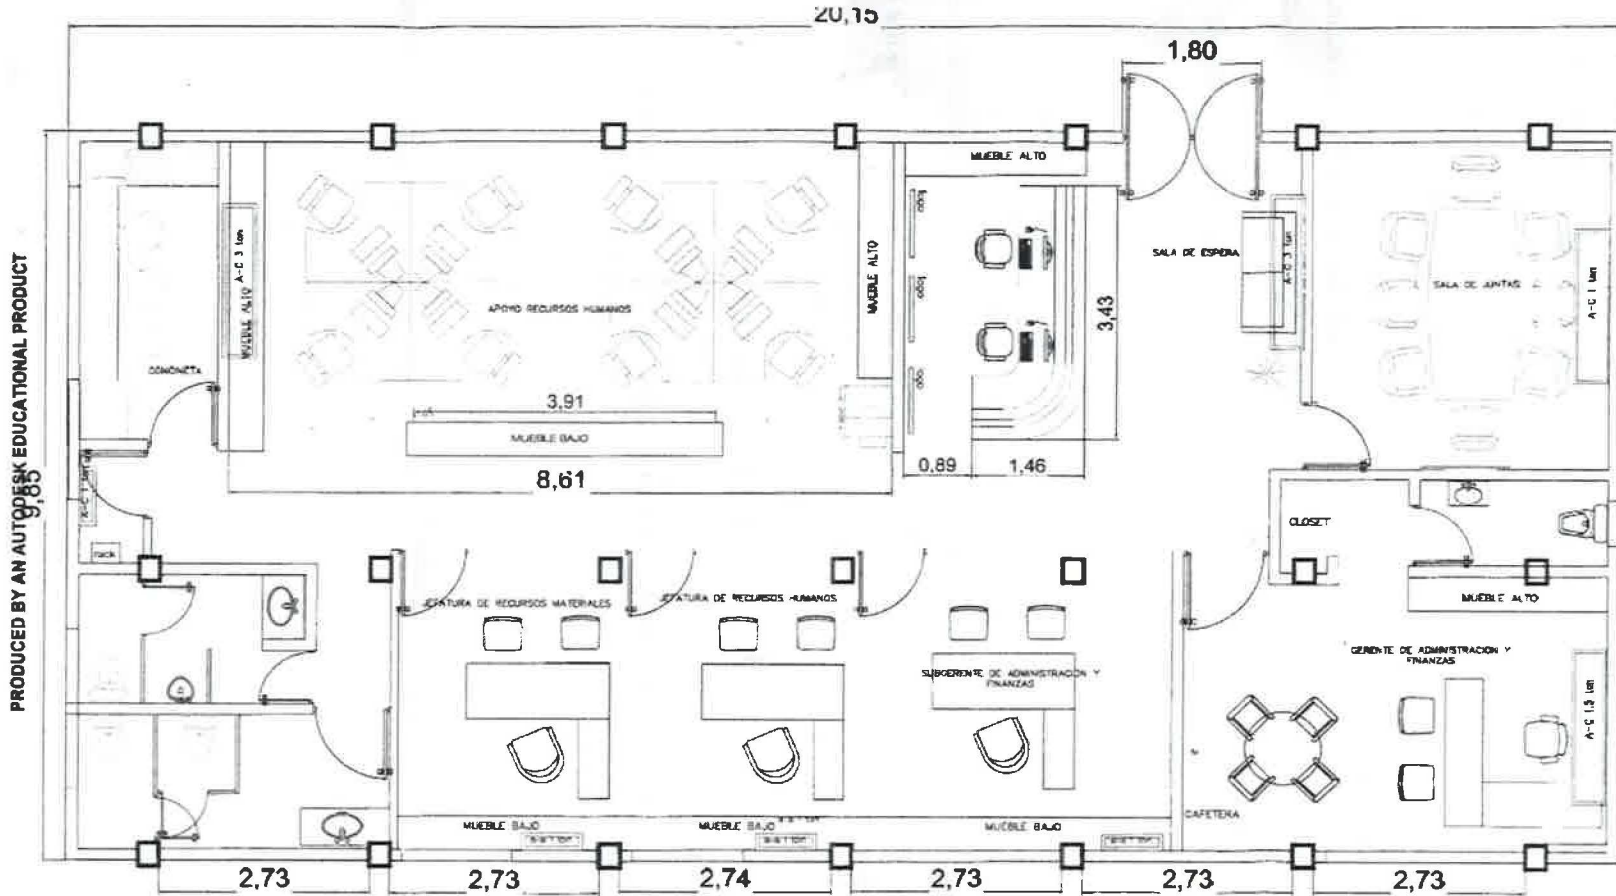 20,15
1,80
PRODUCED BY AN AUTODESK EDUCATIONAL PRODUCT
9,85
MUEBLE ALTO
MUEBLE ALTO
A-C 3 ton
MUEBLE ALTO
APOYO RECURSOS HUMANOS
SALA DE ESPERA
A-C 3 ton
SALA DE JUNTAS
A-C 1 ton
3,43
3,91
MUEBLE BAJO
8,61
0,89
1,46
A-C 1 ton
rack
CLOSET
JEFATURA DE RECURSOS MATERIALES
JEFATURA DE RECURSOS HUMANOS
SUBGERENTE DE ADMINISTRACION Y
FINANZAS
MUEBLE ALTO
GERENTE DE ADMINISTRACION Y
FINANZAS
A-C 1.5 ton
CAFETERA
MUEBLE BAJO
MUEBLE BAJO
MUEBLE BAJO
2,73
2,73
2,74
2,73
2,73
2,73